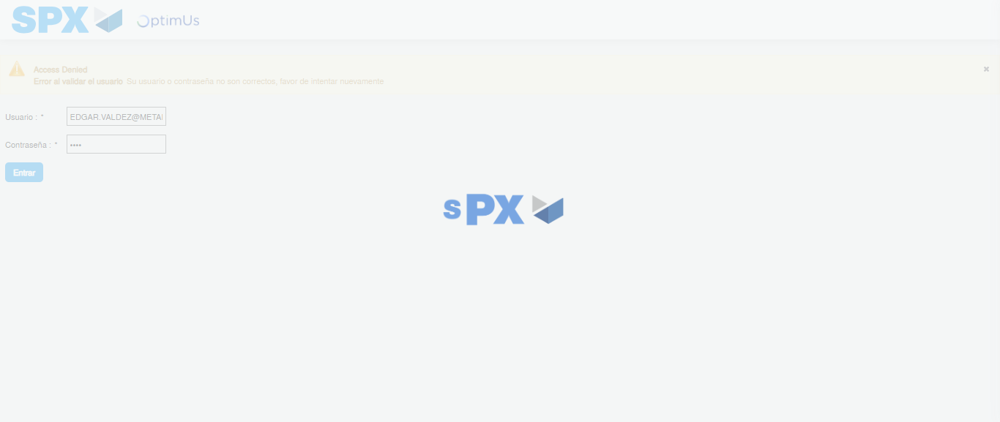 SPX OptimUs
Access Denied
Error al validar el usuario Su usuario o contraseña no son correctos, favor de intentar nuevamente
Usuario : * EDGAR.VALDEZ@META
Contraseña : * ••••
Entrar
sPX